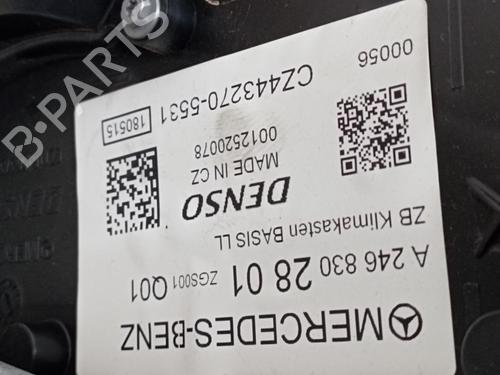 MERCEDES-BENZ
A 246 830 28 01 ZGS001 Q01
ZB Klimakasten BASIS LL
DENSO
MADE IN CZ
0012520078
180515
CZ443270-5531
00056
B-PARTS